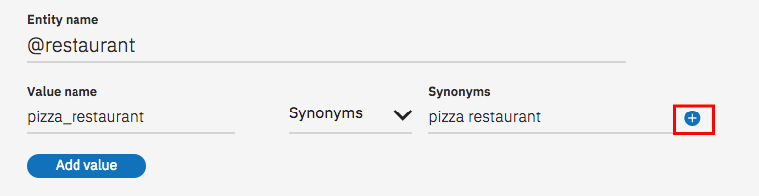 Entity name
@restaurant
Value name
Synonyms
pizza_restaurant
Synonyms
pizza restaurant
Add value